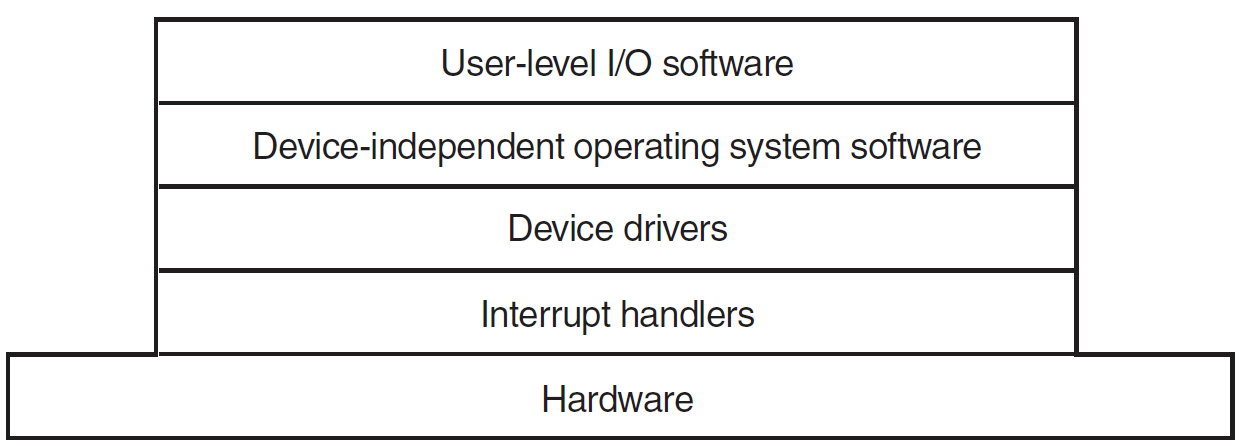 User-level I/O software
Device-independent operating system software
Device drivers
Interrupt handlers
Hardware